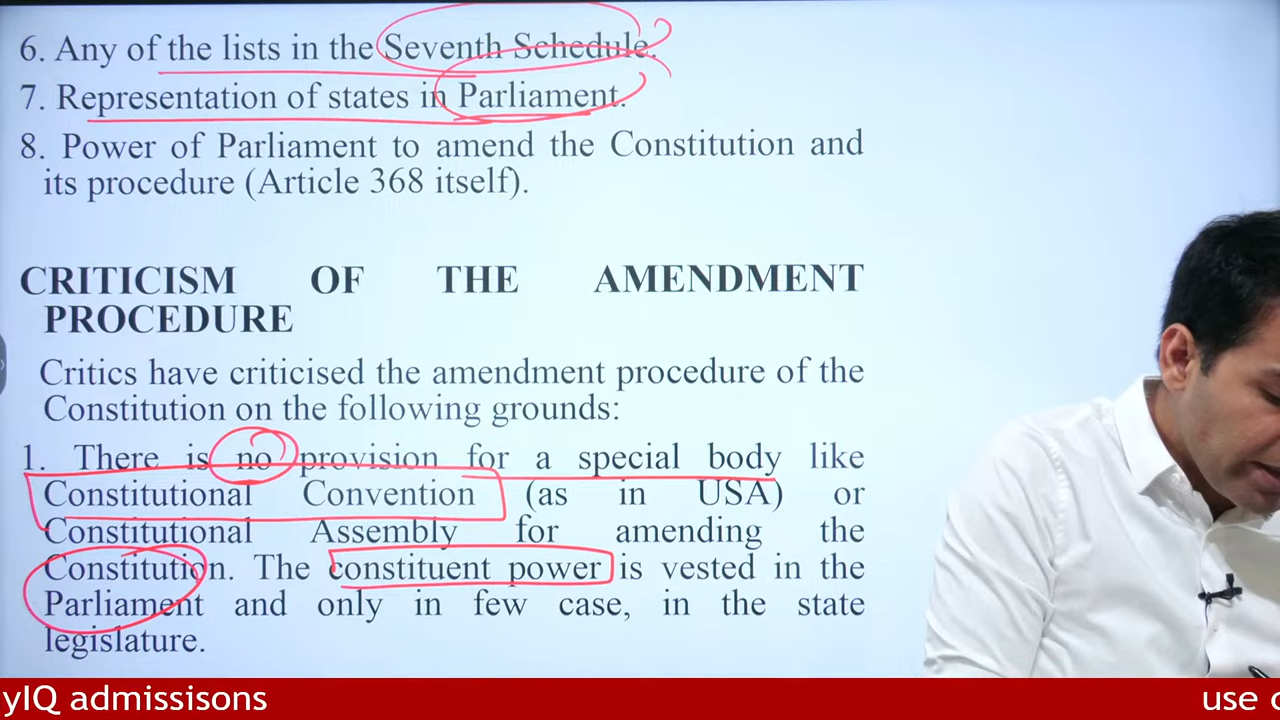 6. Any of the lists in the Seventh Schedule.
7. Representation of states in Parliament.
8. Power of Parliament to amend the Constitution and
its procedure (Article 368 itself).
CRITICISM OF THE AMENDMENT
PROCEDURE
Critics have criticised the amendment procedure of the
Constitution on the following grounds:
1. There is no provision for a special body like
Constitutional Convention (as in USA) or
Constitutional Assembly for amending the
Constitution. The constituent power is vested in the
Parliament and only in few case, in the state
legislature.
yIQ admissisons use